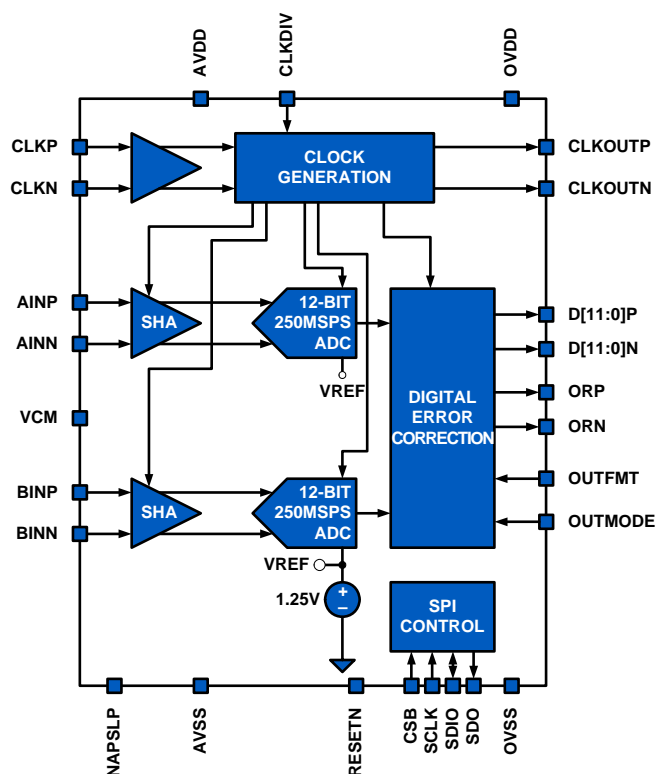 AVDD
CLKDIV
OVDD
CLKP
CLKN
CLOCK
GENERATION
CLKOUTP
CLKOUTN
AINP
AINN
SHA
12-BIT
250MSPS
ADC
VREF
D[11:0]P
D[11:0]N
ORP
ORN
OUTFMT
OUTMODE
DIGITAL
ERROR
CORRECTION
VCM
BINP
BINN
SHA
12-BIT
250MSPS
ADC
VREF
1.25V
+
–
SPI
CONTROL
NAPSLP
AVSS
RESETN
CSB
SCLK
SDIO
SDO
OVSS